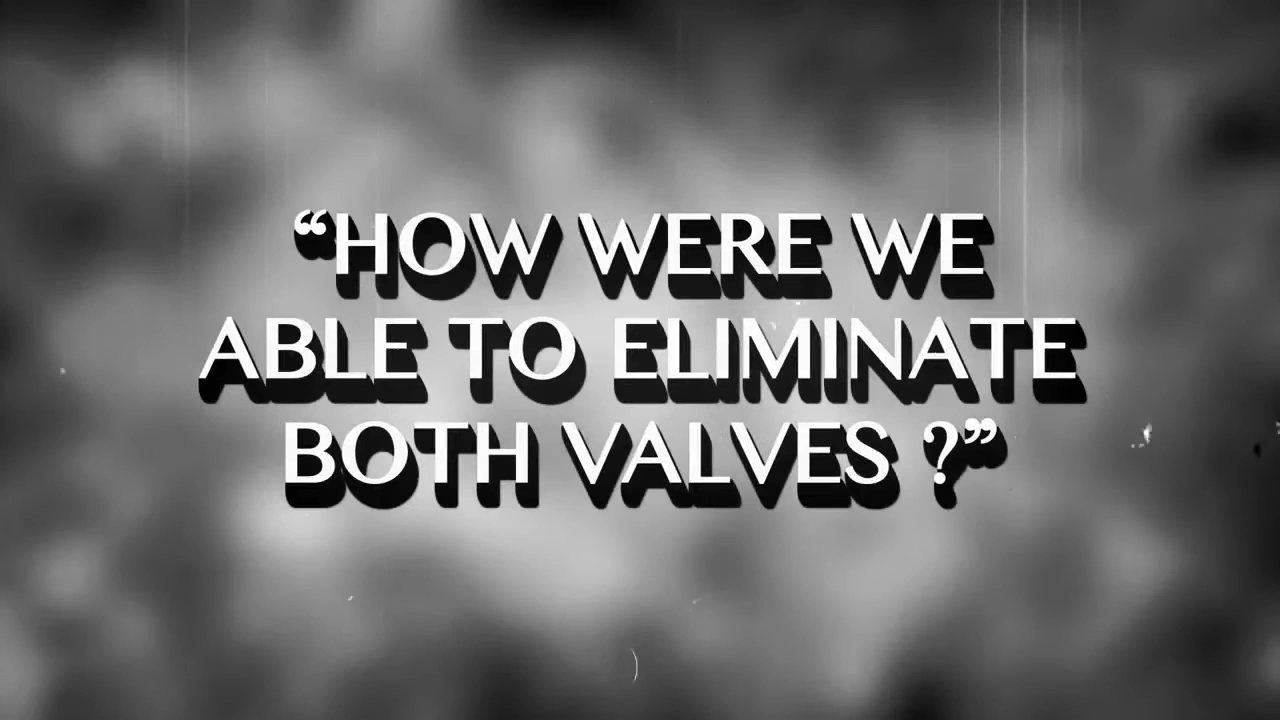 “HOW WERE WE
ABLE TO ELIMINATE
BOTH VALVES ?”